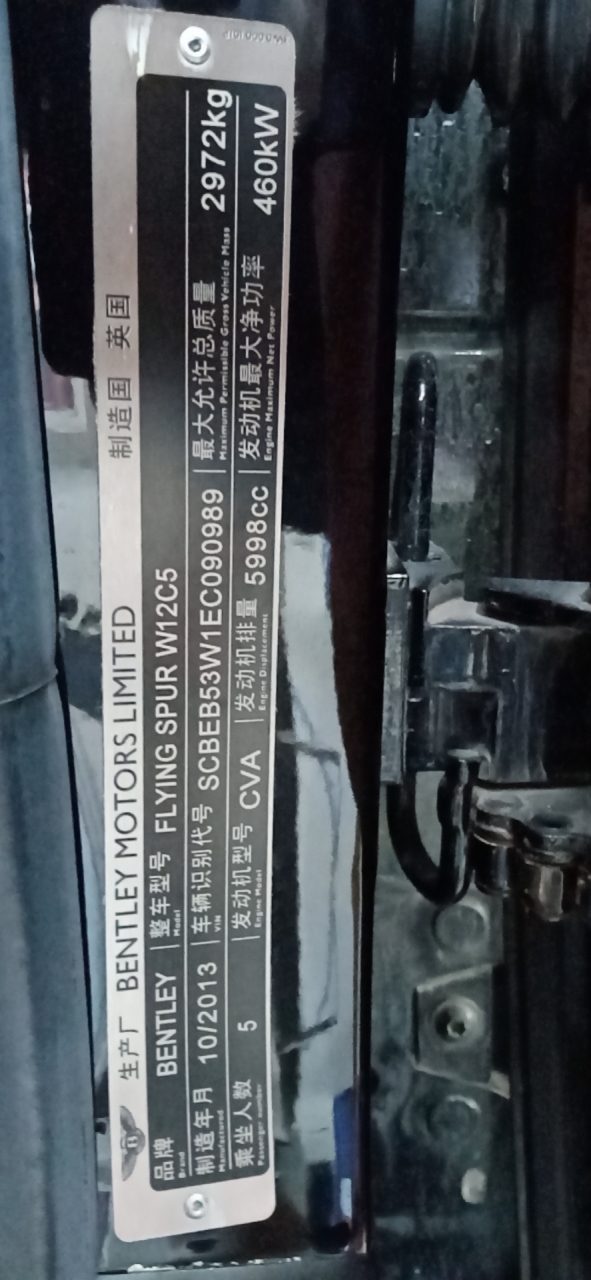 生产厂 BENTLEY MOTORS LIMITED 制造国 英国
品牌 BENTLEY 整车型号 FLYING SPUR W12C5
Brand Model
制造年月 10/2013 车辆识别代号 SCBEB53W1EC090989 最大允许总质量 2972kg
Manufactured VIN Maximum Permissible Gross Vehicle Mass
乘坐人数 5 发动机型号 CVA 发动机排量 5998cc 发动机最大净功率 460kW
Passenger number Engine Model Engine Displacement Engine Maximum Net Power
B